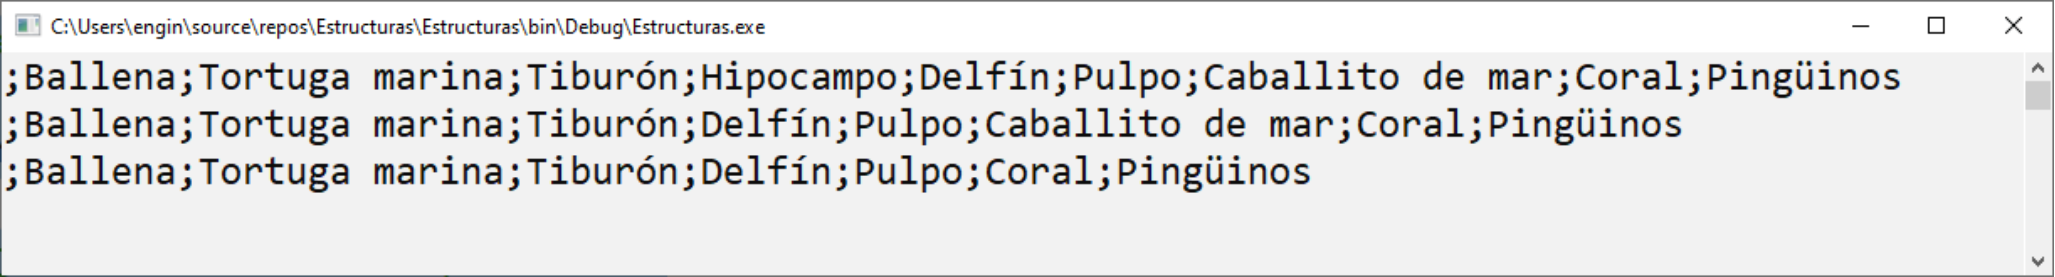 C:\Users\engin\source\repos\Estructuras\Estructuras\bin\Debug\Estructuras.exe
;Ballena;Tortuga marina;Tiburón;Hipocampo;Delfín;Pulpo;Caballito de mar;Coral;Pingüinos
;Ballena;Tortuga marina;Tiburón;Delfín;Pulpo;Caballito de mar;Coral;Pingüinos
;Ballena;Tortuga marina;Tiburón;Delfín;Pulpo;Coral;Pingüinos